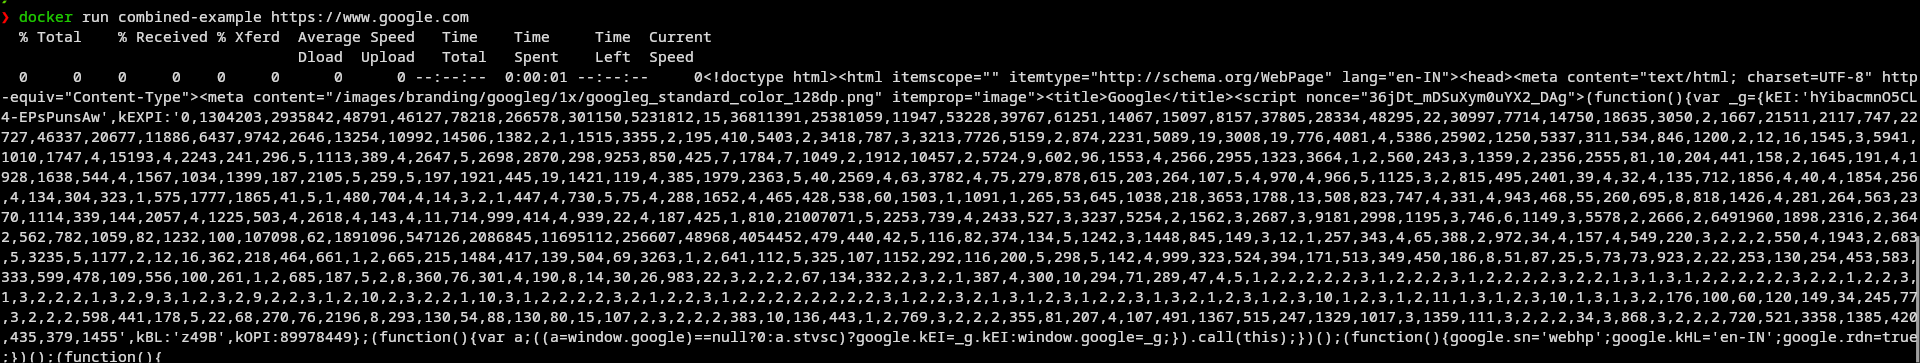 ❯ docker run combined-example https://www.google.com
  % Total    % Received % Xferd  Average Speed   Time    Time     Time  Current
                                 Dload  Upload   Total   Spent    Left  Speed
  0     0    0     0    0     0      0      0 --:--:--  0:00:01 --:--:--     0<!doctype html><html itemscope="" itemtype="http://schema.org/WebPage" lang="en-IN"><head><meta content="text/html; charset=UTF-8" http
-equiv="Content-Type"><meta content="/images/branding/googleg/1x/googleg_standard_color_128dp.png" itemprop="image"><title>Google</title><script nonce="36jDt_mDSuXym0uYX2_DAg">(function(){var _g={kEI:'hYibacmnO5CL
4-EPsPunsAw',kEXPI:'0,1304203,2935842,48791,46127,78218,266578,301150,5231812,15,36811391,25381059,11947,53228,39767,61251,14067,15097,8157,37805,28334,48295,22,30997,7714,14750,18635,3050,2,1667,21511,2117,747,22
727,46337,20677,11886,6437,9742,2646,13254,10992,14506,1382,2,1,1515,3355,2,195,410,5403,2,3418,787,3,3213,7726,5159,2,874,2231,5089,19,3008,19,776,4081,4,5386,25902,1250,5337,311,534,846,1200,2,12,16,1545,3,5941,
1010,1747,4,15193,4,2243,241,296,5,1113,389,4,2647,5,2698,2870,298,9253,850,425,7,1784,7,1049,2,1912,10457,2,5724,9,602,96,1553,4,2566,2955,1323,3664,1,2,560,243,3,1359,2,2356,2555,81,10,204,441,158,2,1645,191,4,1
928,1638,544,4,1567,1034,1399,187,2105,5,259,5,197,1921,445,19,1421,119,4,385,1979,2363,5,40,2569,4,63,3782,4,75,279,878,615,203,264,107,5,4,970,4,966,5,1125,3,2,815,495,2401,39,4,32,4,135,712,1856,4,40,4,1854,256
,4,134,304,323,1,575,1777,1865,41,5,1,480,704,4,14,3,2,1,447,4,730,5,75,4,288,1652,4,465,428,538,60,1503,1,1091,1,265,53,645,1038,218,3653,1788,13,508,823,747,4,331,4,943,468,55,260,695,8,818,1426,4,281,264,563,23
70,1114,339,144,2057,4,1225,503,4,2618,4,143,4,11,714,999,414,4,939,22,4,187,425,1,810,21007071,5,2253,739,4,2433,527,3,3237,5254,2,1562,3,2687,3,9181,2998,1195,3,746,6,1149,3,5578,2,2666,2,6491960,1898,2316,2,364
2,562,782,1059,82,1232,100,107098,62,1891096,547126,2086845,11695112,256607,48968,4054452,479,440,42,5,116,82,374,134,5,1242,3,1448,845,149,3,12,1,257,343,4,65,388,2,972,34,4,157,4,549,220,3,2,2,2,550,4,1943,2,683
,5,3235,5,1177,2,12,16,362,218,464,661,1,2,665,215,1484,417,139,504,69,3263,1,2,641,112,5,325,107,1152,292,116,200,5,298,5,142,4,999,323,524,394,171,513,349,450,186,8,51,87,25,5,73,73,923,2,22,253,130,254,453,583,
333,599,478,109,556,100,261,1,2,685,187,5,2,8,360,76,301,4,190,8,14,30,26,983,22,3,2,2,2,67,134,332,2,3,2,1,387,4,300,10,294,71,289,47,4,5,1,2,2,2,2,2,3,2,1,2,2,2,3,1,2,2,2,2,3,2,2,1,3,1,3,1,2,2,2,2,2,3,2,2,1,2,2,3,
1,3,2,2,2,1,3,2,9,3,1,2,3,2,9,2,2,3,1,2,10,2,3,2,2,1,10,3,1,2,2,2,2,3,2,1,2,2,3,1,2,2,2,2,2,2,2,2,2,3,1,2,2,3,2,1,3,1,2,3,1,2,2,3,1,3,2,1,2,3,1,2,3,10,1,2,3,1,2,11,1,3,1,2,3,10,1,3,1,3,2,176,100,60,120,149,34,245,77
,3,2,2,2,598,441,178,5,22,68,270,76,2196,8,293,130,54,88,130,80,15,107,2,3,2,2,2,383,10,136,443,1,2,769,3,2,2,2,355,81,207,4,107,491,1367,515,247,1329,1017,3,1359,111,3,2,2,2,34,3,868,3,2,2,2,720,521,3358,1385,420
,435,379,1455',kBL:'z49B',kOPI:89978449};(function(){var a;((a=window.google)==null?0:a.stvsc)?google.kEI=_g.kEI:window.google=_g;}).call(this);})();(function(){google.sn='webhp';google.kHL='en-IN';google.rdn=true
;})();(function(){